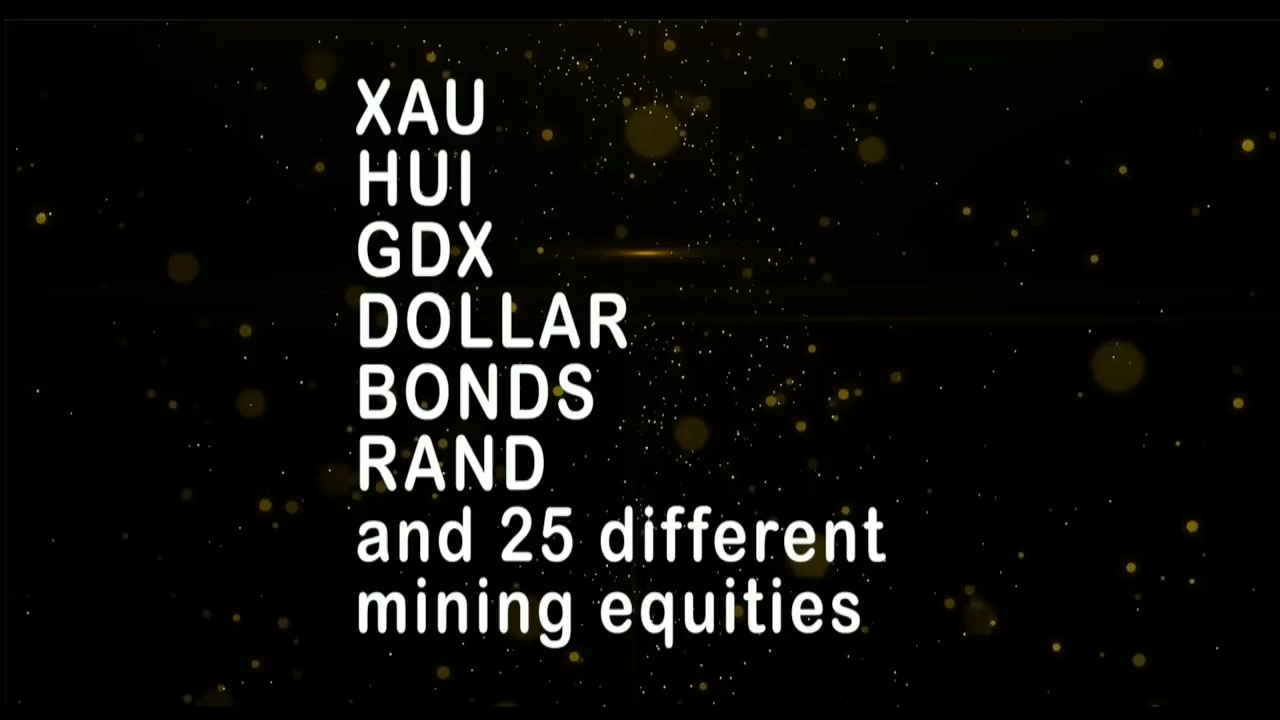 XAU
HUI
GDX
DOLLAR
BONDS
RAND
and 25 different
mining equities